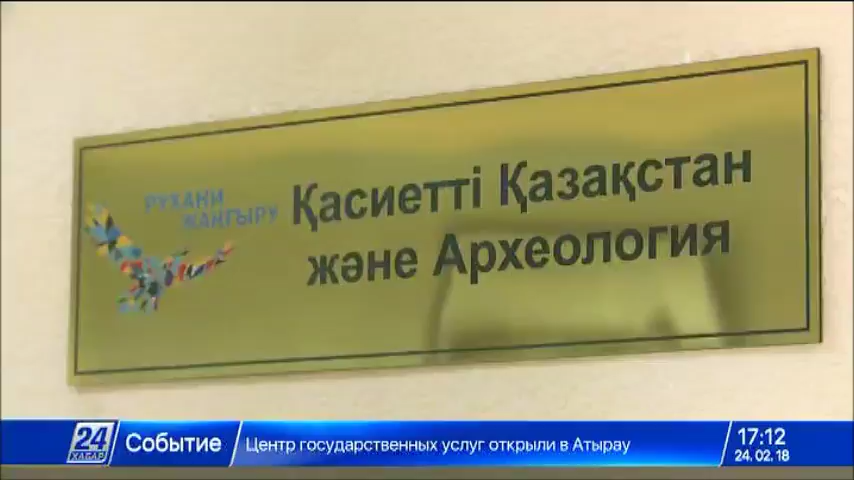 РУХАНИ
ЖАҢҒЫРУ
Қасиетті Қазақстан
және Археология
24
ХАБАР
Событие
Центр государственных услуг открыли в Атырау
17:12
24. 02. 18